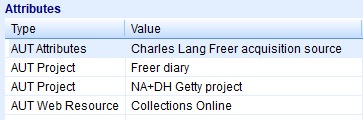 Attributes
Type Value
AUT Attributes Charles Lang Freer acquisition source
AUT Project Freer diary
AUT Project NA+DH Getty project
AUT Web Resource Collections Online